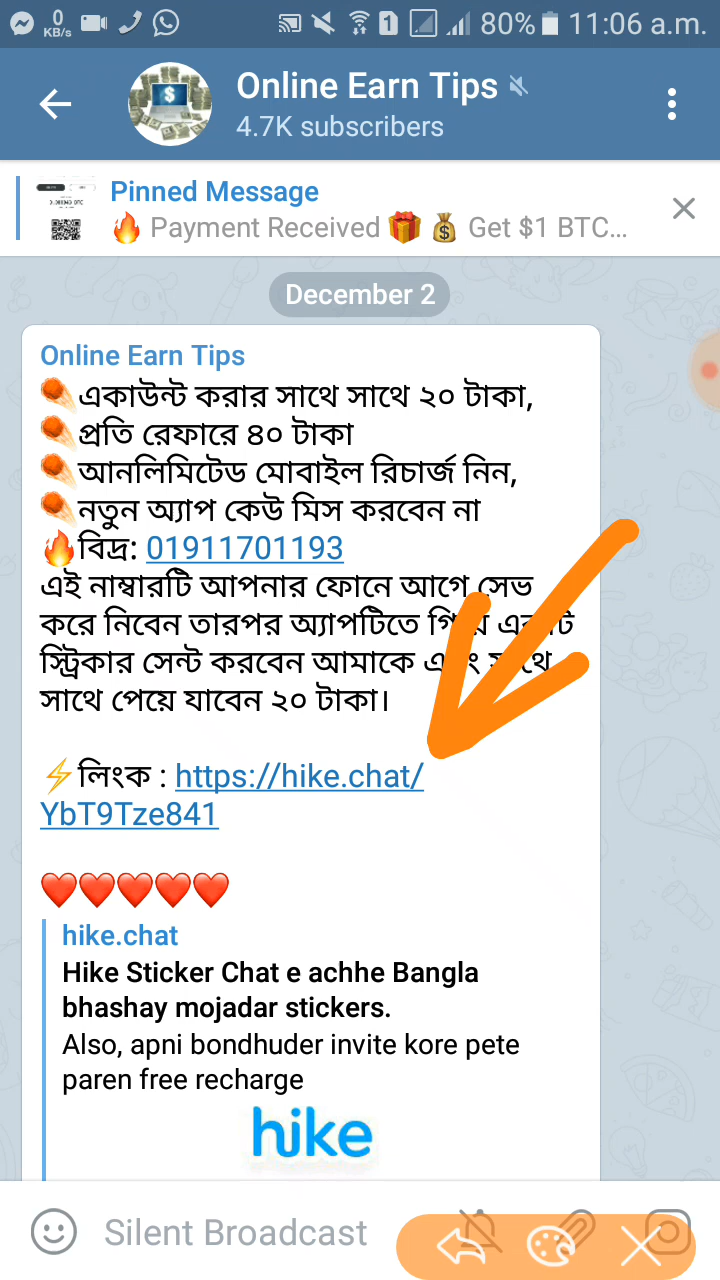 0
KB/s
1
80%
11:06 a.m.
Online Earn Tips
4.7K subscribers
Pinned Message
🔥 Payment Received 🎁 💰 Get $1 BTC...
December 2
Online Earn Tips
☄️একাউন্ট করার সাথে সাথে ২০ টাকা,
☄️প্রতি রেফারে ৪০ টাকা
☄️আনলিমিটেড মোবাইল রিচার্জ নিন,
☄️নতুন অ্যাপ কেউ মিস করবেন না
🔥বিদ্র: 01911701193
এই নাম্বারটি আপনার ফোনে আগে সেভ
করে নিবেন তারপর অ্যাপটিতে
স্ট্রিকার সেন্ট করবেন আমাকে
সাথে পেয়ে যাবেন ২০ টাকা।
⚡লিংক : https://hike.chat/
YbT9Tze841
❤️❤️❤️❤️❤️
hike.chat
Hike Sticker Chat e achhe Bangla
bhashay mojadar stickers.
Also, apni bondhuder invite kore pete
paren free recharge
hike
Silent Broadcast